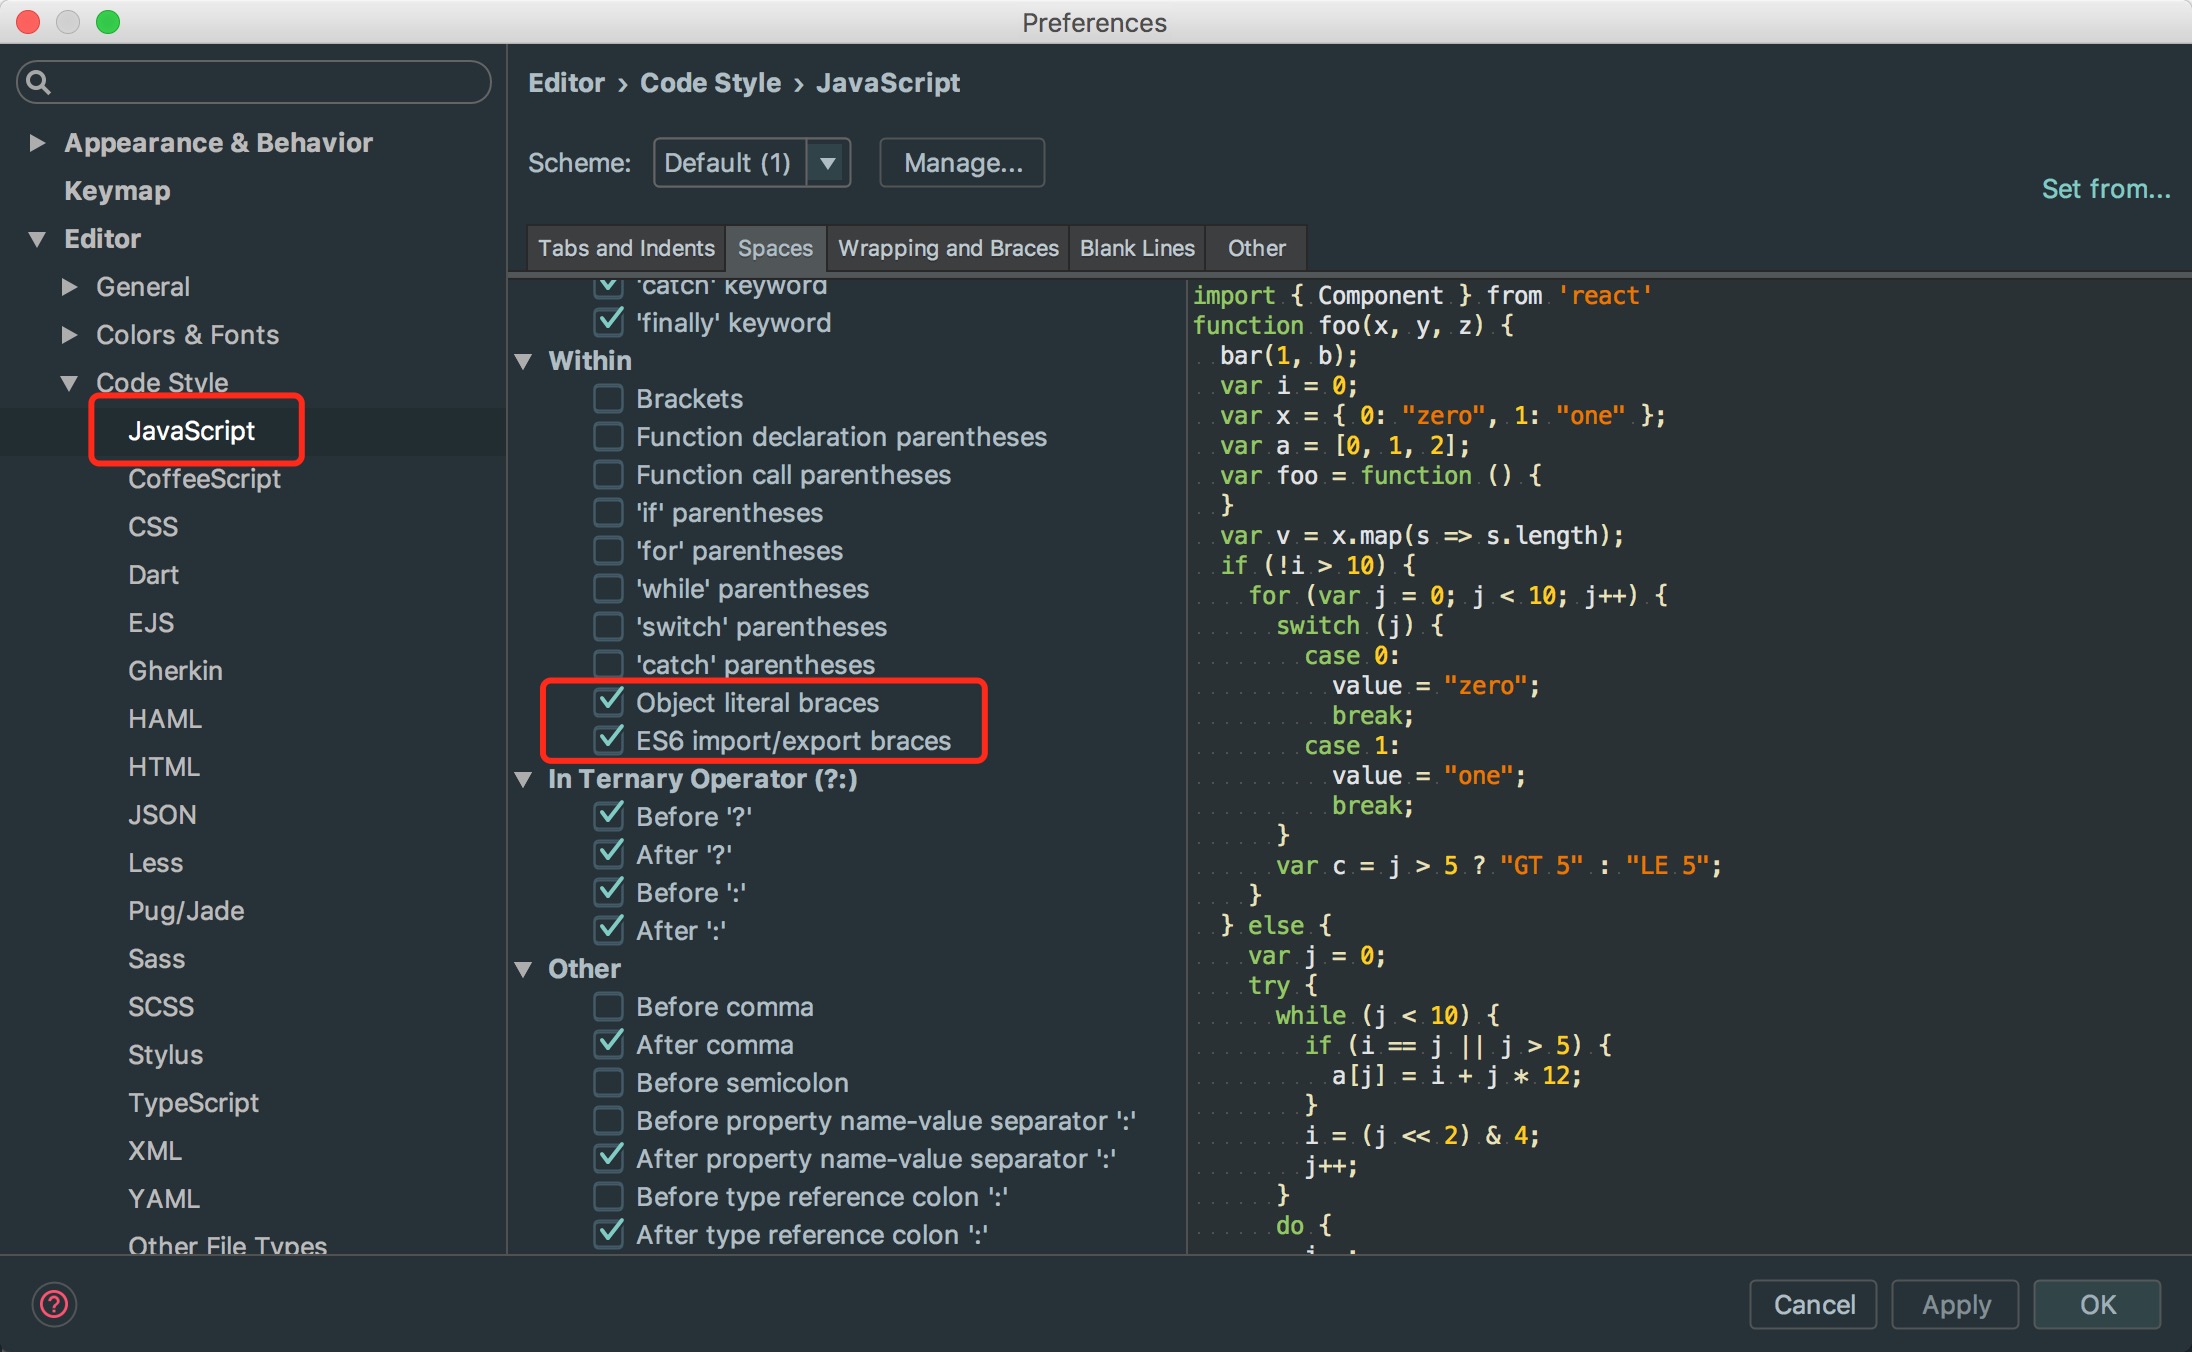 Preferences
Editor › Code Style › JavaScript
Appearance & Behavior
Keymap
Editor
General
Colors & Fonts
Code Style
JavaScript
CoffeeScript
CSS
Dart
EJS
Gherkin
HAML
HTML
JSON
Less
Pug/Jade
Sass
SCSS
Stylus
TypeScript
XML
YAML
Other File Types
Scheme: Default (1) Manage...
Set from...
Tabs and Indents Spaces Wrapping and Braces Blank Lines Other
'catch' keyword
'finally' keyword
Within
Brackets
Function declaration parentheses
Function call parentheses
'if' parentheses
'for' parentheses
'while' parentheses
'switch' parentheses
'catch' parentheses
Object literal braces
ES6 import/export braces
In Ternary Operator (?:)
Before '?'
After '?'
Before ':'
After ':'
Other
Before comma
After comma
Before semicolon
Before property name-value separator ':'
After property name-value separator ':'
Before type reference colon ':'
After type reference colon ':'
import { Component } from 'react'
function foo(x, y, z) {
bar(1, b);
var i = 0;
var x = { 0: "zero", 1: "one" };
var a = [0, 1, 2];
var foo = function () {
}
var v = x.map(s => s.length);
if (!i > 10) {
for (var j = 0; j < 10; j++) {
switch (j) {
case 0:
value = "zero";
break;
case 1:
value = "one";
break;
}
var c = j > 5 ? "GT 5" : "LE 5";
}
} else {
var j = 0;
try {
while (j < 10) {
if (i == j || j > 5) {
a[j] = i + j * 12;
}
i = (j << 2) & 4;
j++;
}
do {
Cancel Apply OK